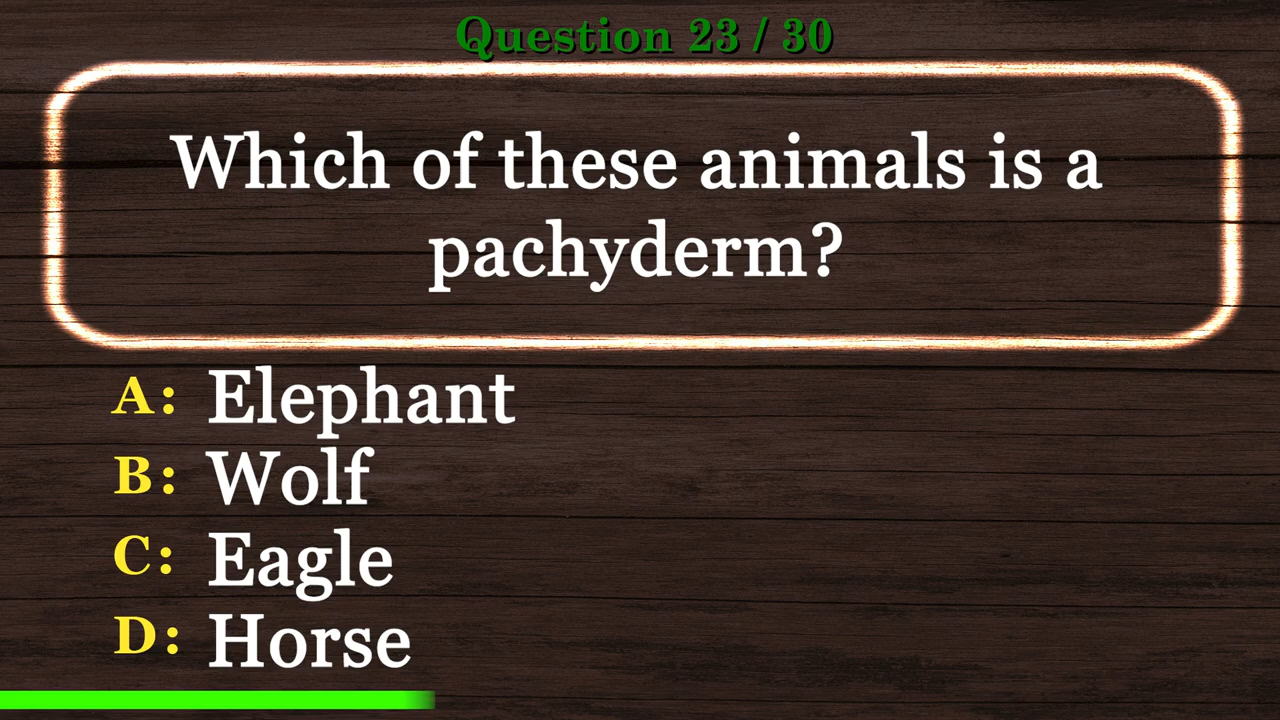 Question 23 / 30
Which of these animals is a
pachyderm?
A: Elephant
B: Wolf
C: Eagle
D: Horse